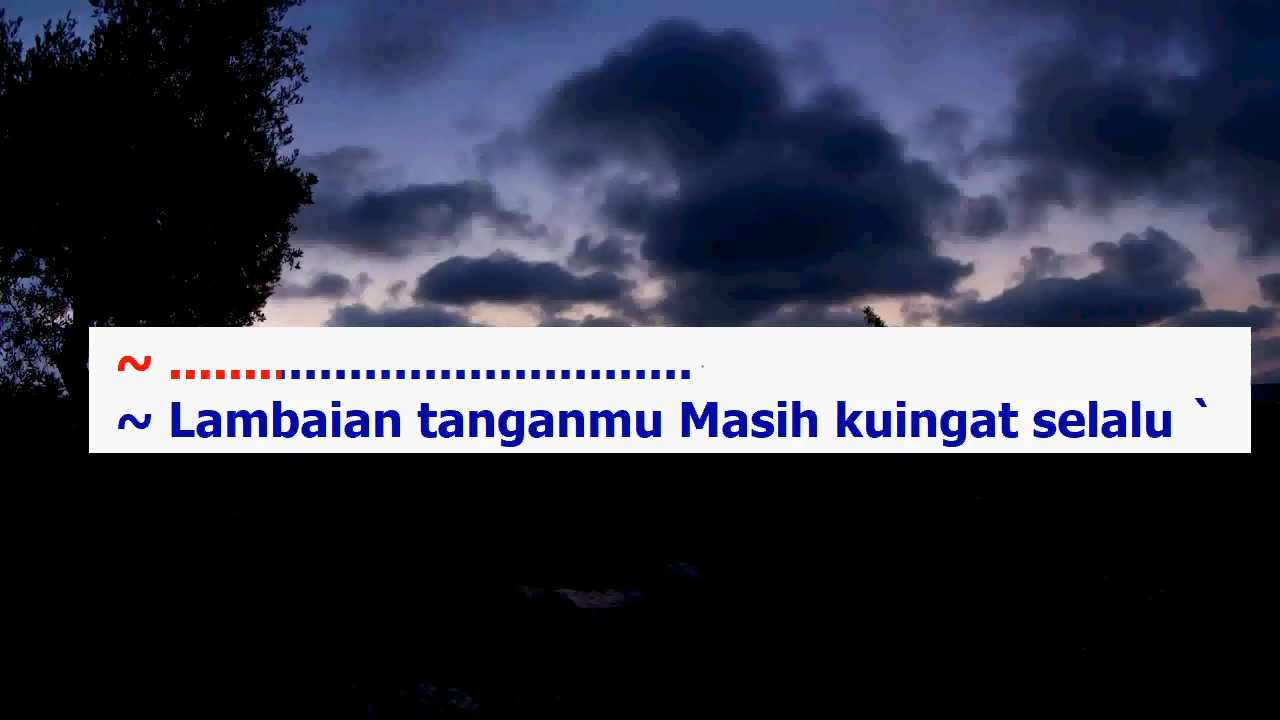 ~ ...................................
~ Lambaian tanganmu Masih kuingat selalu `